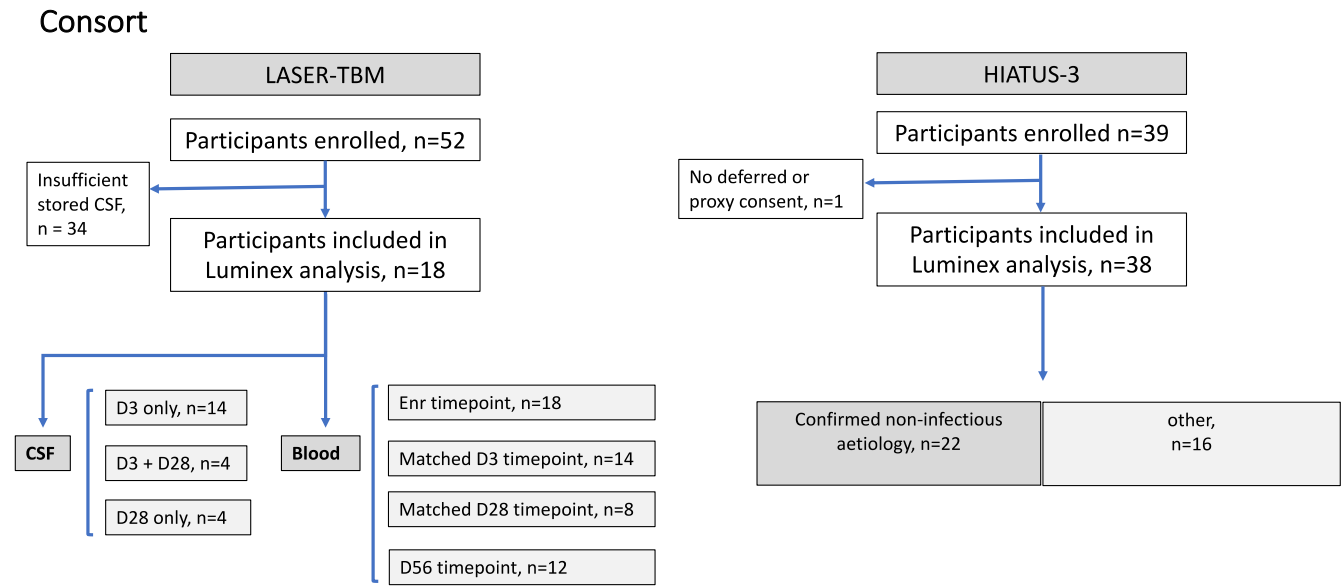 Consort
LASER-TBM
Participants enrolled, n=52
Insufficient
stored CSF,
n = 34
Participants included in
Luminex analysis, n=18
CSF
D3 only, n=14
D3 + D28, n=4
D28 only, n=4
Blood
Enr timepoint, n=18
Matched D3 timepoint, n=14
Matched D28 timepoint, n=8
D56 timepoint, n=12
HIATUS-3
Participants enrolled n=39
No deferred or
proxy consent, n=1
Participants included in
Luminex analysis, n=38
Confirmed non-infectious
aetiology, n=22
other,
n=16